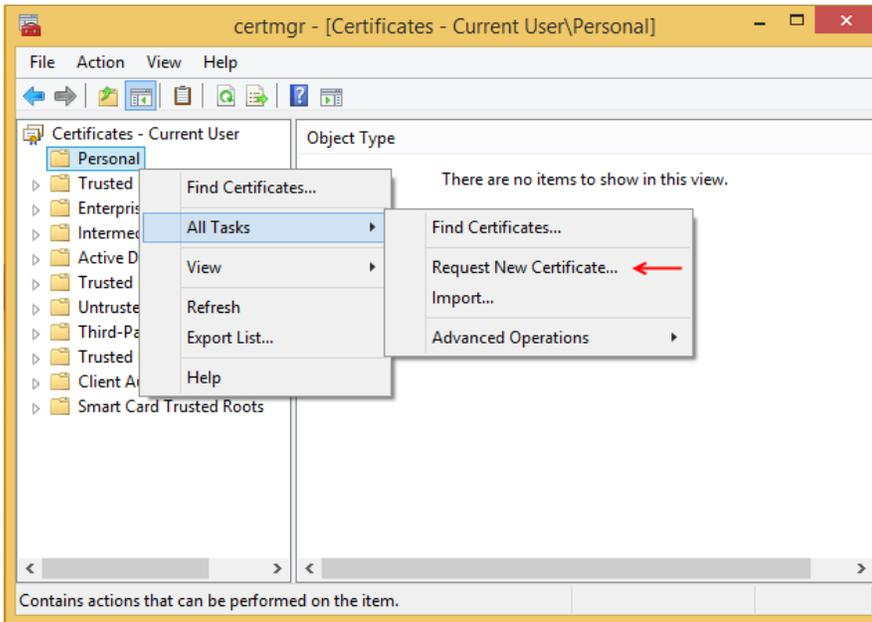 certmgr - [Certificates - Current User\Personal]
File Action View Help
Certificates - Current User
Personal
Trusted
Intermed
Active D
Trusted
Third-Pa
Trusted
Client Au
Smart Card Trusted Roots
Object Type
There are no items to show in this view.
Find Certificates...
All Tasks
View
Refresh
Export List...
Help
Find Certificates...
Request New Certificate...
Import...
Advanced Operations
Contains actions that can be performed on the item.